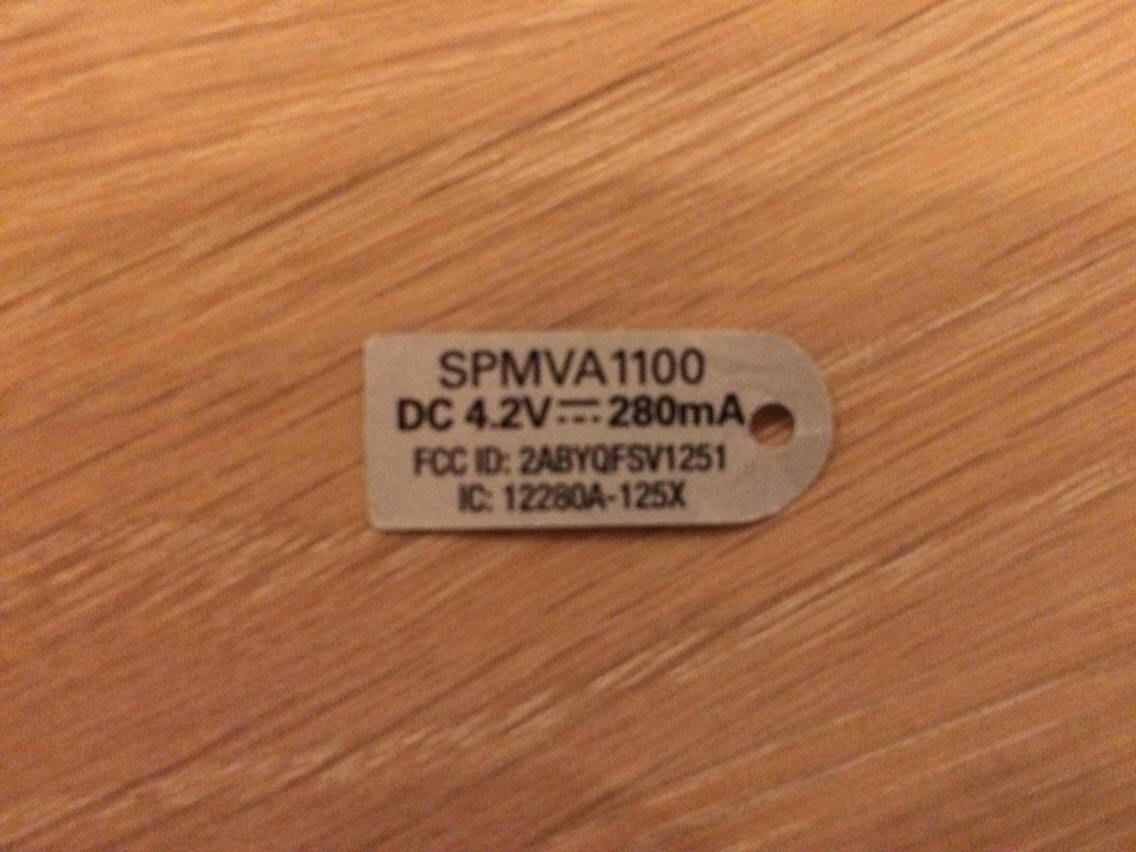 SPMVA1100
DC 4.2V ⎓ 280mA
FCC ID: 2ABYQFSV1251
IC: 12280A-125X